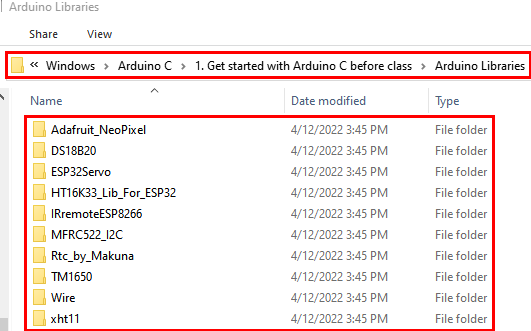 Arduino Libraries
Share View
« Windows > Arduino C > 1. Get started with Arduino C before class > Arduino Libraries
Name Date modified Type
Adafruit_NeoPixel 4/12/2022 3:45 PM File folder
DS18B20 4/12/2022 3:45 PM File folder
ESP32Servo 4/12/2022 3:45 PM File folder
HT16K33_Lib_For_ESP32 4/12/2022 3:45 PM File folder
IRremoteESP8266 4/12/2022 3:45 PM File folder
MFRC522_I2C 4/12/2022 3:45 PM File folder
Rtc_by_Makuna 4/12/2022 3:45 PM File folder
TM1650 4/12/2022 3:45 PM File folder
Wire 4/12/2022 3:45 PM File folder
xht11 4/12/2022 3:45 PM File folder